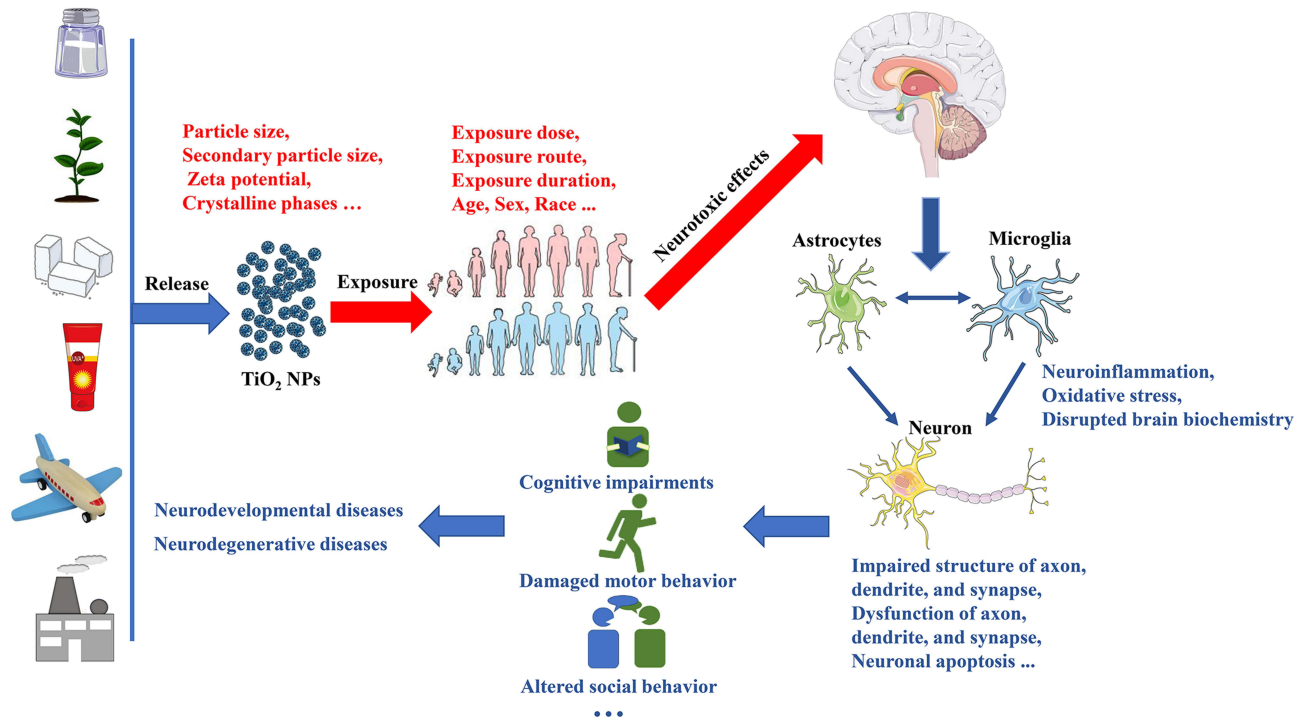 Particle size,
Secondary particle size,
Zeta potential,
Crystalline phases ...
Exposure dose,
Exposure route,
Exposure duration,
Age, Sex, Race ...
Neurotoxic effects
Release
Exposure
TiO₂ NPs
UVA+
Astrocytes
Microglia
Neuroinflammation,
Oxidative stress,
Disrupted brain biochemistry
Neuron
Impaired structure of axon,
dendrite, and synapse,
Dysfunction of axon,
dendrite, and synapse,
Neuronal apoptosis ...
Cognitive impairments
Damaged motor behavior
Altered social behavior
...
Neurodevelopmental diseases
Neurodegenerative diseases